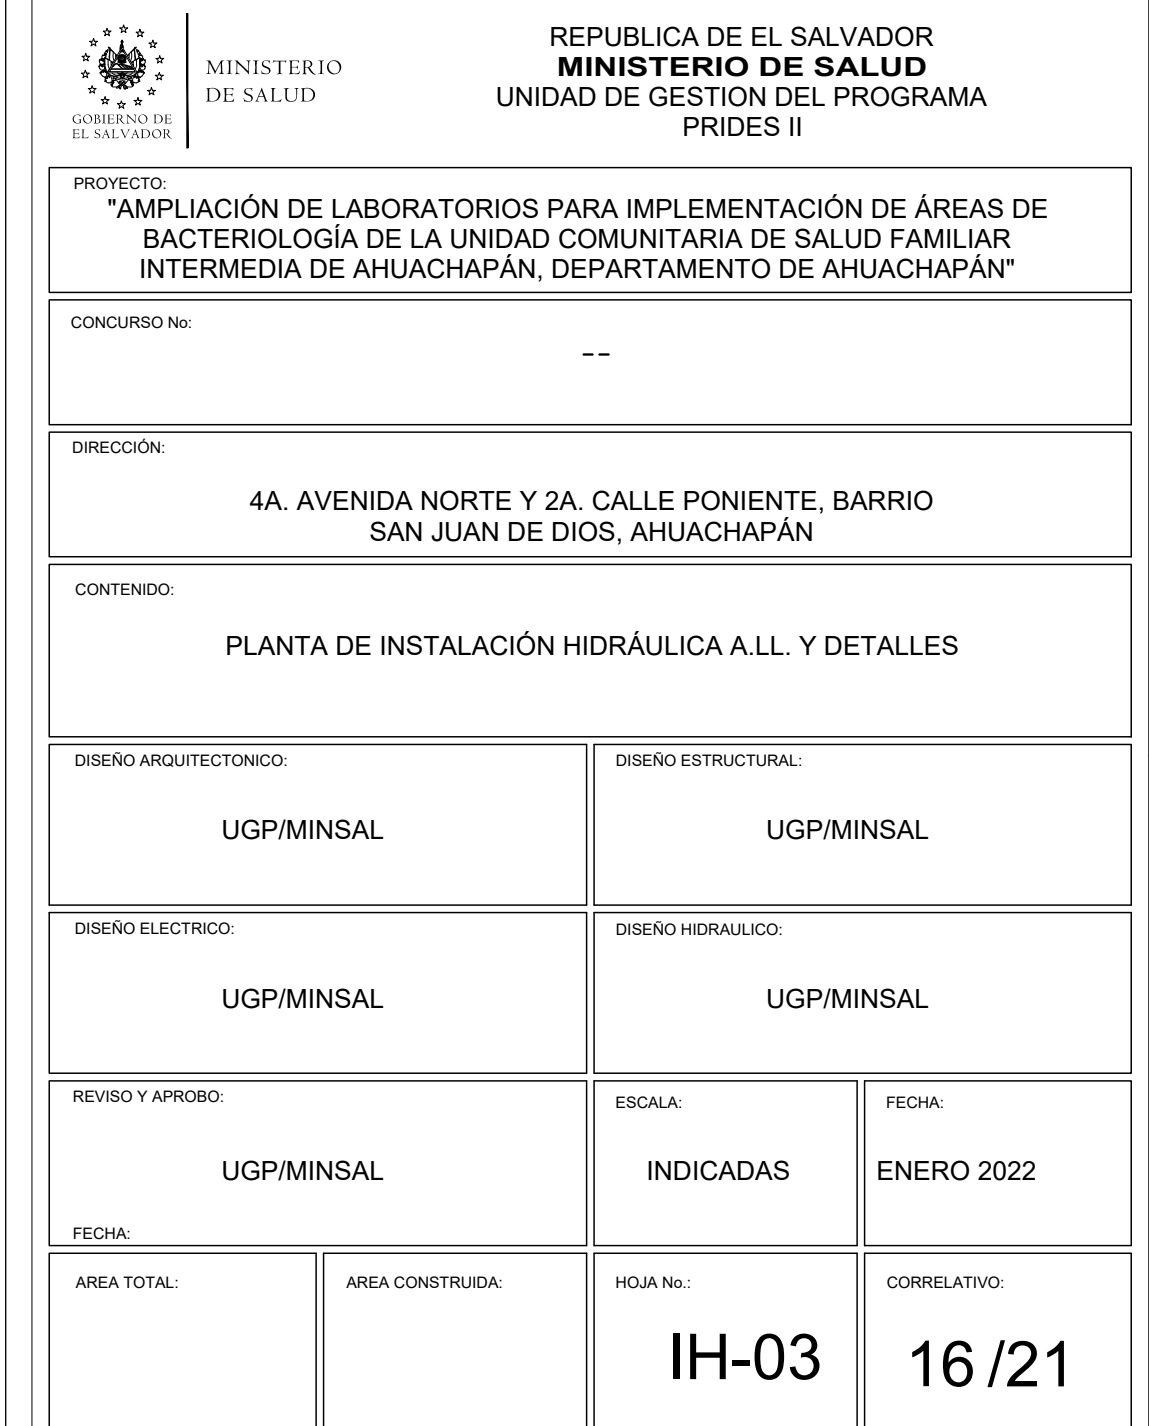 GOBIERNO DE
EL SALVADOR
MINISTERIO
DE SALUD
REPUBLICA DE EL SALVADOR
MINISTERIO DE SALUD
UNIDAD DE GESTION DEL PROGRAMA
PRIDES II
PROYECTO:
"AMPLIACIÓN DE LABORATORIOS PARA IMPLEMENTACIÓN DE ÁREAS DE
BACTERIOLOGÍA DE LA UNIDAD COMUNITARIA DE SALUD FAMILIAR
INTERMEDIA DE AHUACHAPÁN, DEPARTAMENTO DE AHUACHAPÁN"
CONCURSO No:
--
DIRECCIÓN:
4A. AVENIDA NORTE Y 2A. CALLE PONIENTE, BARRIO
SAN JUAN DE DIOS, AHUACHAPÁN
CONTENIDO:
PLANTA DE INSTALACIÓN HIDRÁULICA A.LL. Y DETALLES
DISEÑO ARQUITECTONICO:
UGP/MINSAL
DISEÑO ESTRUCTURAL:
UGP/MINSAL
DISEÑO ELECTRICO:
UGP/MINSAL
DISEÑO HIDRAULICO:
UGP/MINSAL
REVISO Y APROBO:
UGP/MINSAL
FECHA:
ESCALA:
INDICADAS
FECHA:
ENERO 2022
AREA TOTAL:
AREA CONSTRUIDA:
HOJA No.:
IH-03
CORRELATIVO:
16 /21